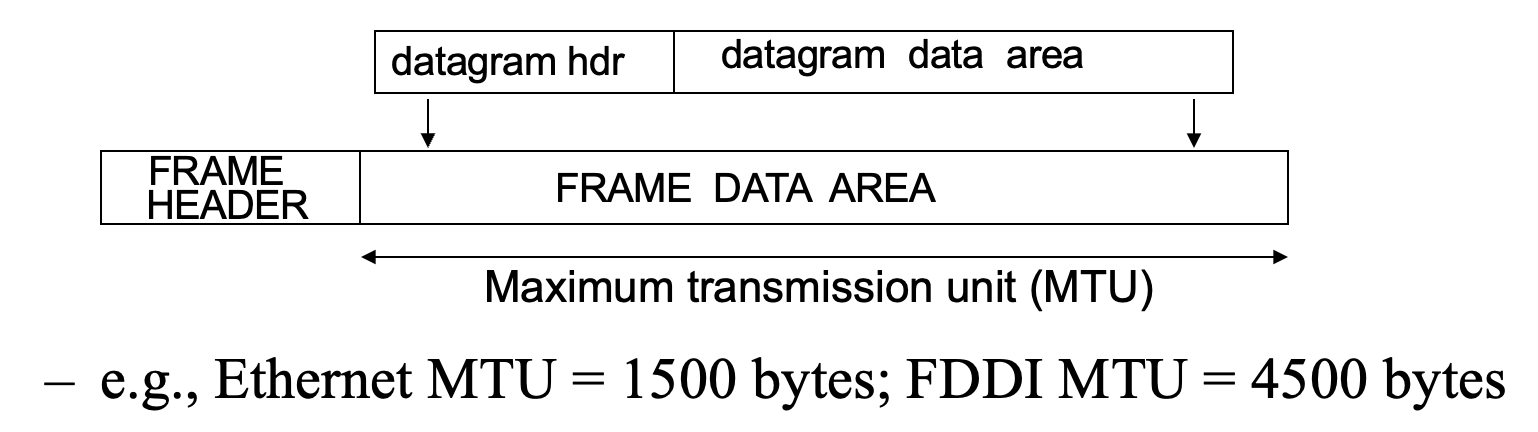 datagram hdr datagram data area
FRAME
HEADER
FRAME DATA AREA
Maximum transmission unit (MTU)
– e.g., Ethernet MTU = 1500 bytes; FDDI MTU = 4500 bytes